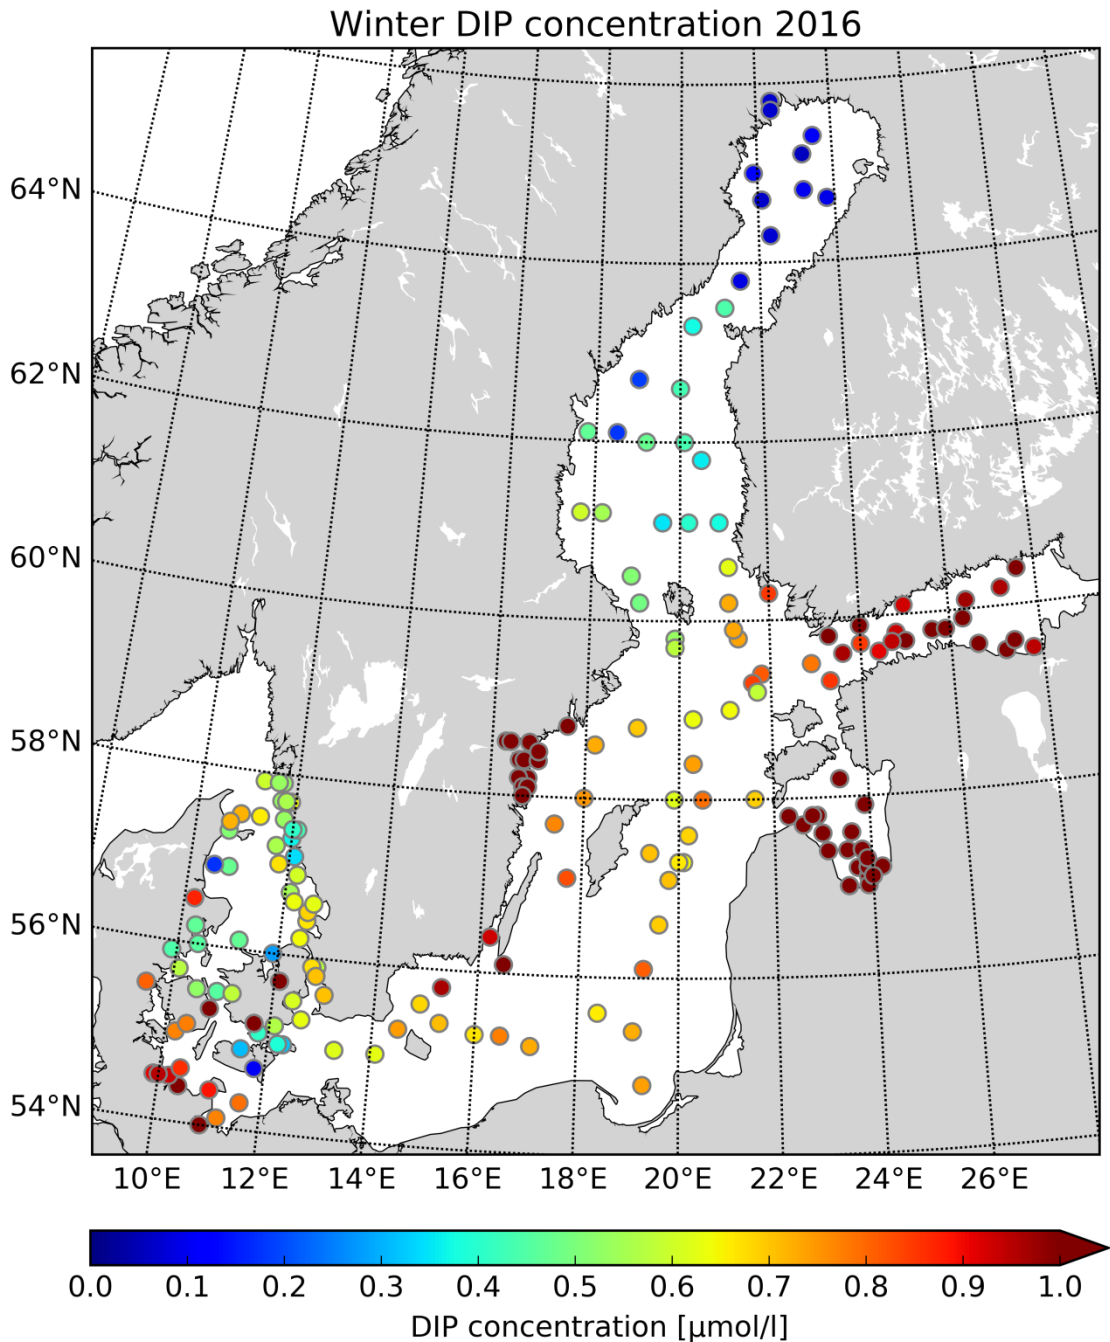 Winter DIP concentration 2016
64°N
62°N
60°N
58°N
56°N
54°N
10°E 12°E 14°E 16°E 18°E 20°E 22°E 24°E 26°E
0.0 0.1 0.2 0.3 0.4 0.5 0.6 0.7 0.8 0.9 1.0
DIP concentration [μmol/l]